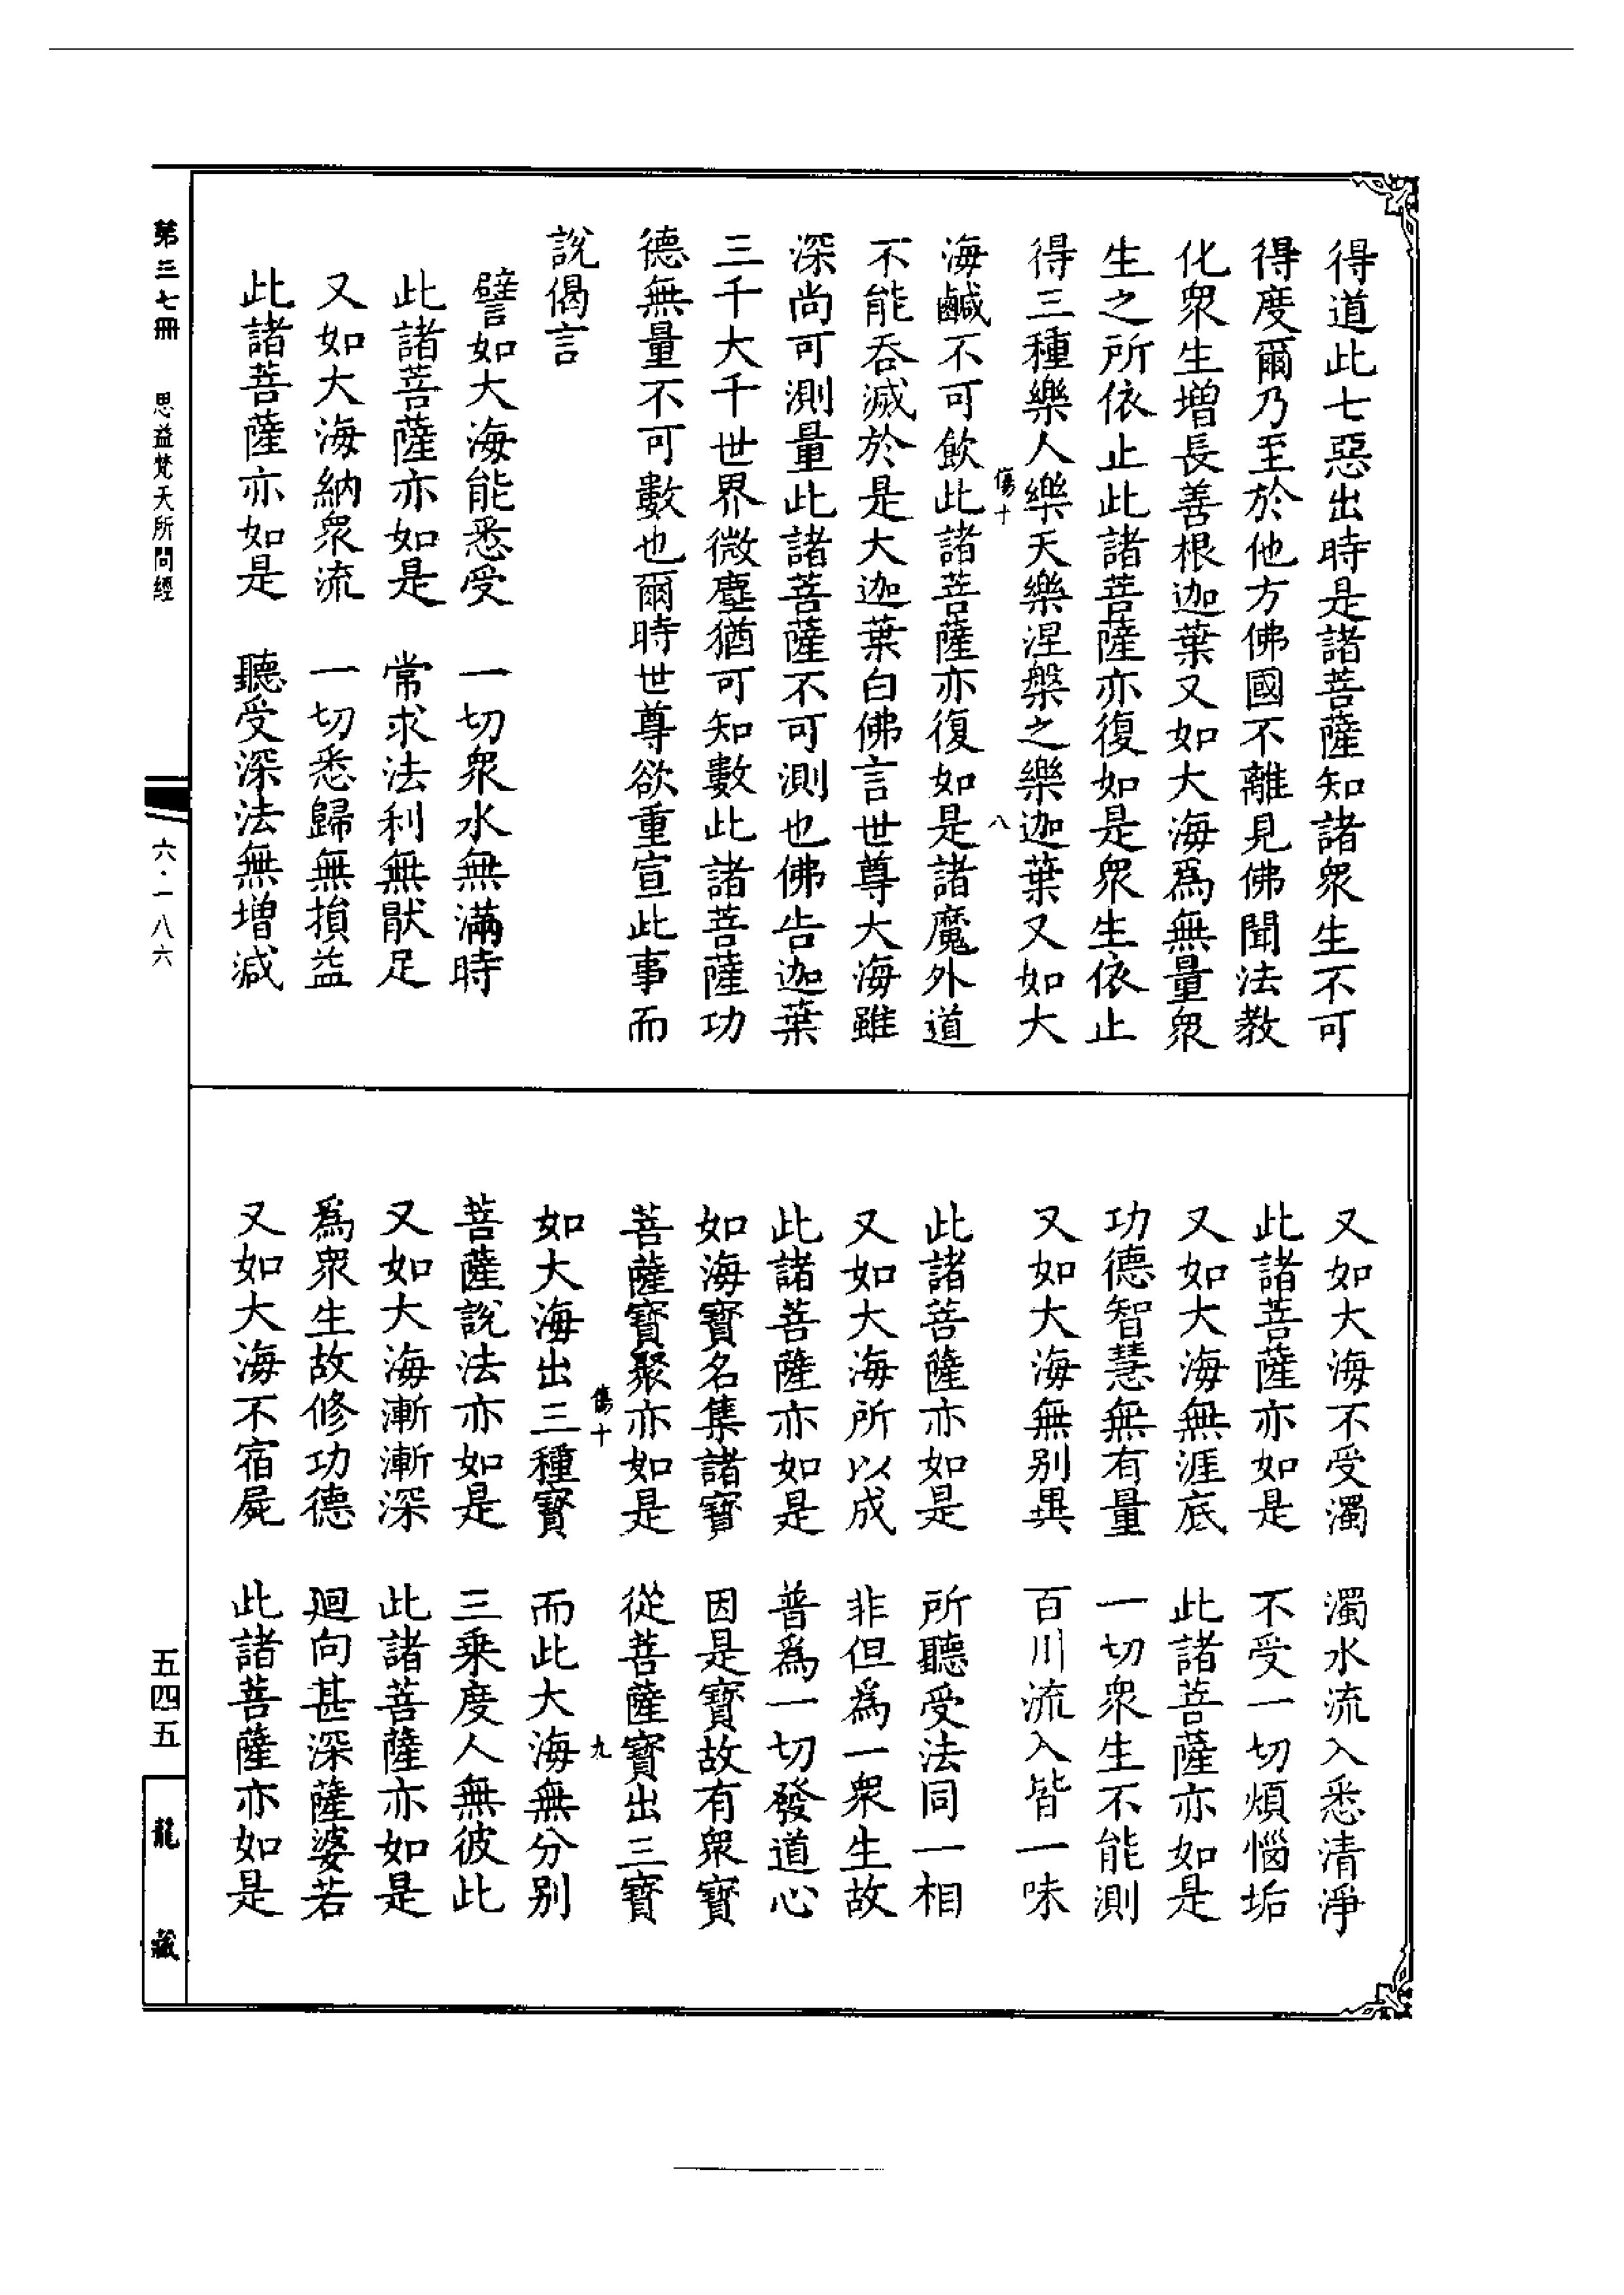 得道此七惡出時是諸菩薩知諸衆生不可
得度爾乃至於他方佛國不離見佛聞法教
化衆生增長善根迦葉又如大海爲無量衆
生之所依止此諸菩薩亦復如是衆生依止
得三種樂人樂天樂涅槃之樂迦葉又如大
傷十 八
海鹹不可飲此諸菩薩亦復如是諸魔外道
不能吞滅於是大迦葉白佛言世尊大海雖
深尚可測量此諸菩薩不可測也佛告迦葉
三千大千世界微塵猶可知數此諸菩薩功
德無量不可數也爾時世尊欲重宣此事而
說偈言
譬如大海能悉受 一切衆水無滿時
此諸菩薩亦如是 常求法利無猒足
又如大海納衆流 一切悉歸無損益
此諸菩薩亦如是 聽受深法無增減
又如大海不受濁 濁水流入悉清淨
此諸菩薩亦如是 不受一切煩惱垢
又如大海無涯底 此諸菩薩亦如是
功德智慧無有量 一切衆生不能測
又如大海無别異 百川流入皆一味
此諸菩薩亦如是 所聽受法同一相
又如大海所以成 非但爲一衆生故
此諸菩薩亦如是 普爲一切發道心
如海寶名集諸寶 因是寶故有衆寶
菩薩寶聚亦如是 從菩薩寶出三寶
傷十 九
如大海出三種寶 而此大海無分别
菩薩說法亦如是 三乘度人無彼此
又如大海漸漸深 此諸菩薩亦如是
爲衆生故修功德 廻向甚深薩婆若
又如大海不宿屍 此諸菩薩亦如是
第三七冊 思益梵天所問經
六·一八六
五四五
龍藏